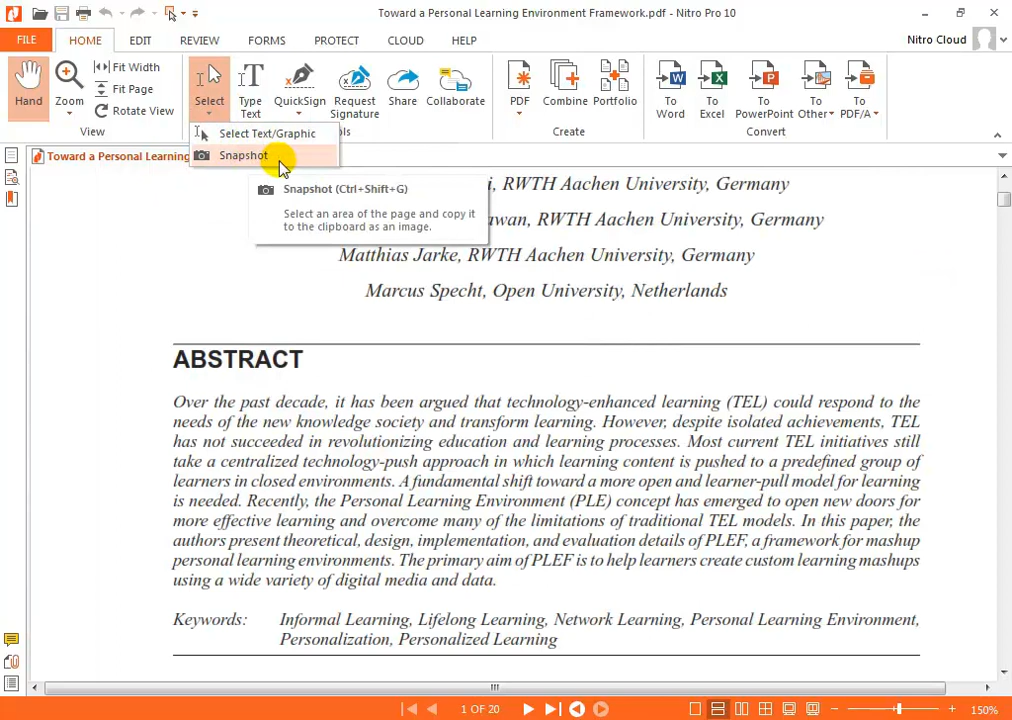 Toward a Personal Learning Environment Framework.pdf - Nitro Pro 10
FILE HOME EDIT REVIEW FORMS PROTECT CLOUD HELP Nitro Cloud
Hand
Zoom
Fit Width
Fit Page
Rotate View
View
Select
Type Text
QuickSign
Request Signature
Share
Collaborate
PDF
Combine
Portfolio
Create
To Word
To Excel
To PowerPoint
To Other
To PDF/A
Convert
Select Text/Graphic
Snapshot
Toward a Personal Learning
Snapshot (Ctrl+Shift+G)
Select an area of the page and copy it
to the clipboard as an image.
RWTH Aachen University, Germany
RWTH Aachen University, Germany
Matthias Jarke, RWTH Aachen University, Germany
Marcus Specht, Open University, Netherlands
ABSTRACT
Over the past decade, it has been argued that technology-enhanced learning (TEL) could respond to the
needs of the new knowledge society and transform learning. However, despite isolated achievements, TEL
has not succeeded in revolutionizing education and learning processes. Most current TEL initiatives still
take a centralized technology-push approach in which learning content is pushed to a predefined group of
learners in closed environments. A fundamental shift toward a more open and learner-pull model for learning
is needed. Recently, the Personal Learning Environment (PLE) concept has emerged to open new doors for
more effective learning and overcome many of the limitations of traditional TEL models. In this paper, the
authors present theoretical, design, implementation, and evaluation details of PLEF, a framework for mashup
personal learning environments. The primary aim of PLEF is to help learners create custom learning mashups
using a wide variety of digital media and data.
Keywords: Informal Learning, Lifelong Learning, Network Learning, Personal Learning Environment,
Personalization, Personalized Learning
1 OF 20
150%